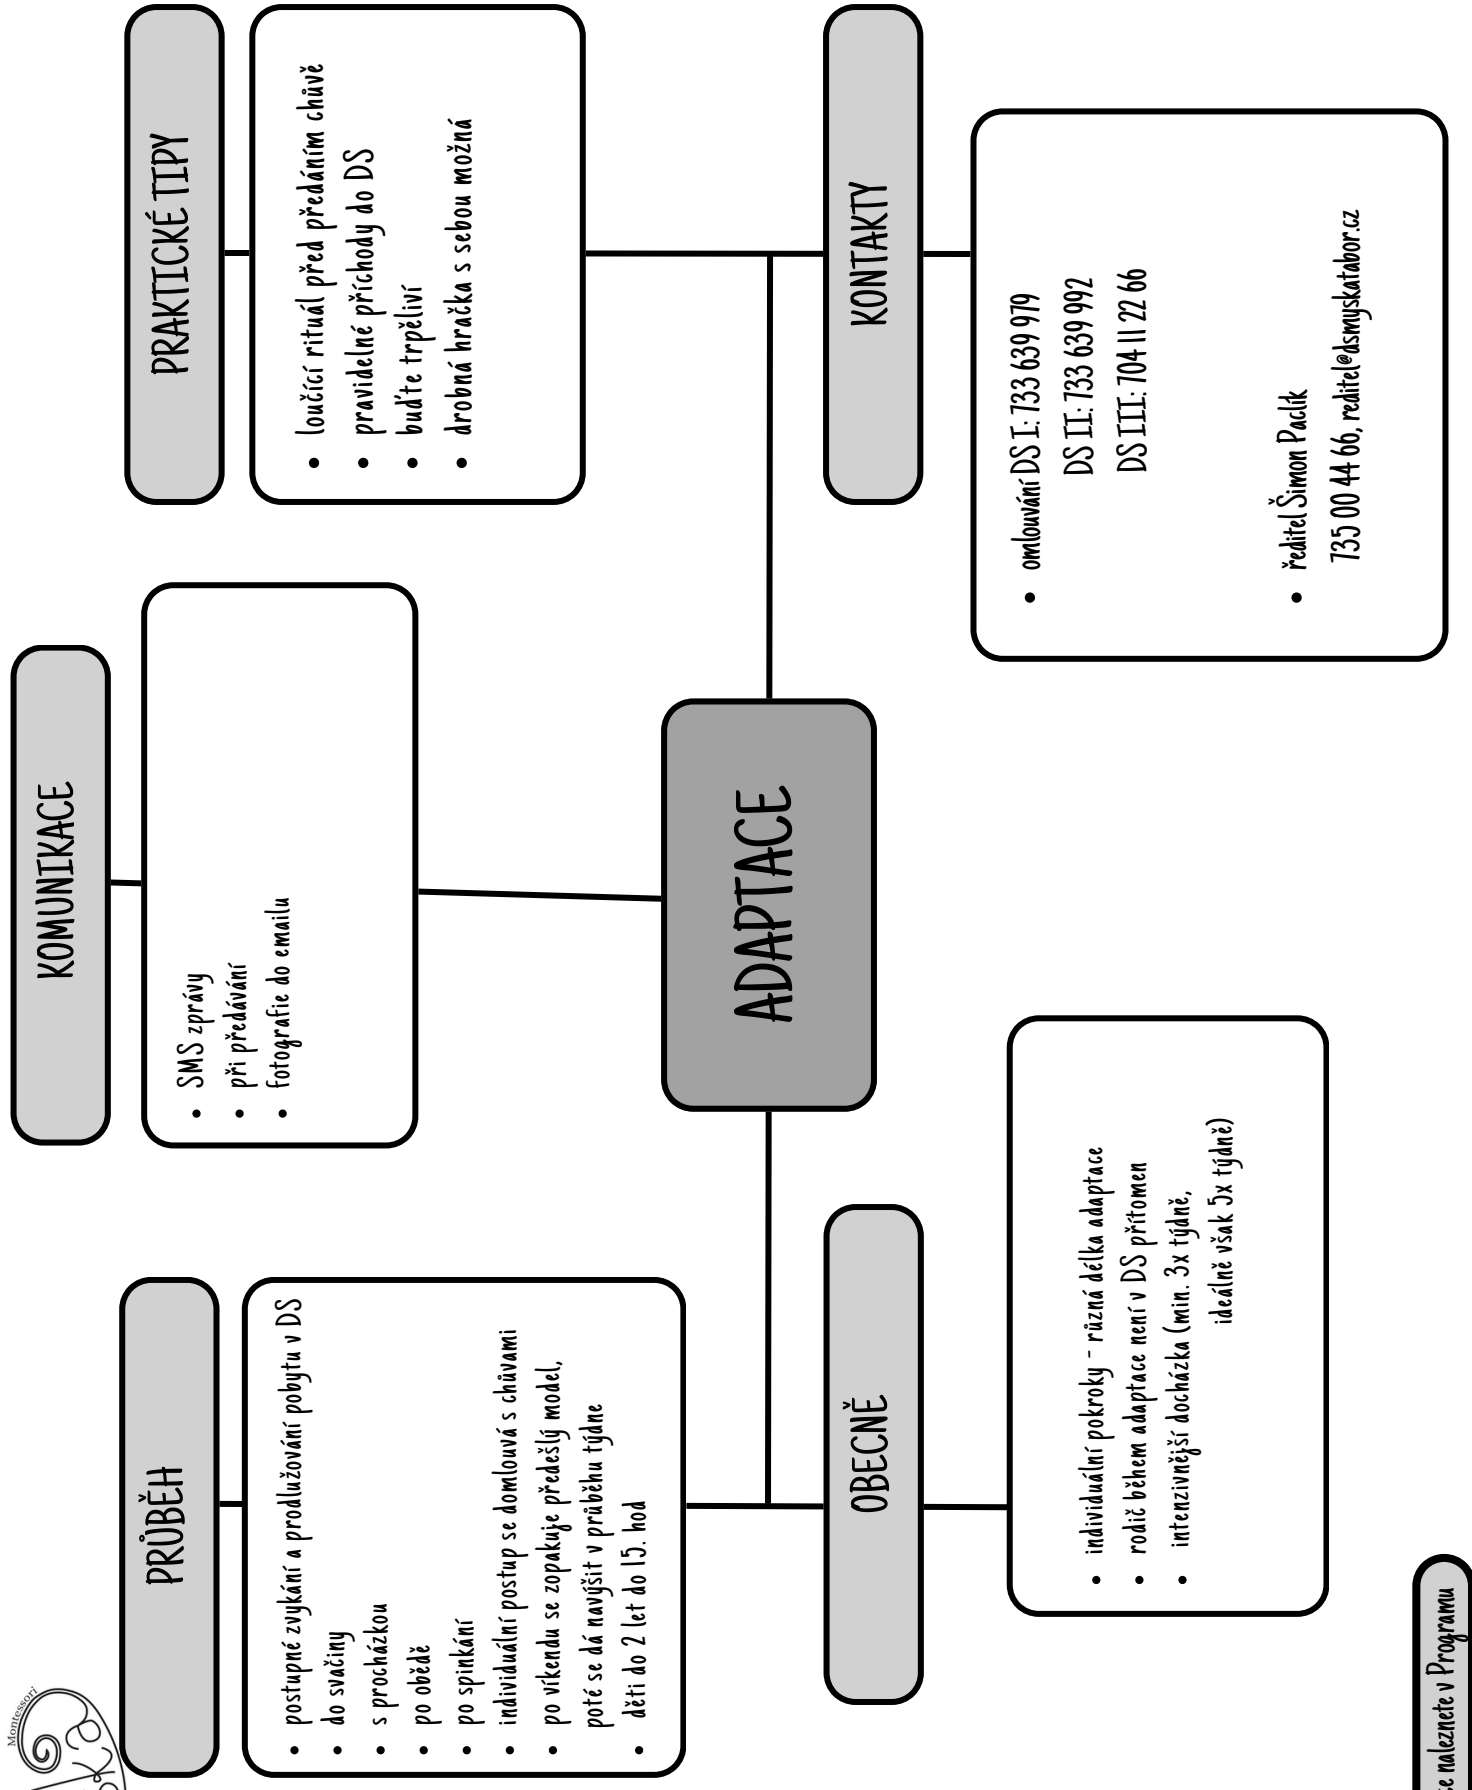 Montessori
PRŮBĚH
postupné zvykání a prodlužování pobytu v DS
do svačiny
s procházkou
po obědě
po spinkání
individuální postup se domlouvá s chůvami
po víkendu se zopakuje předešlý model,
poté se dá navýšit v průběhu týdne
děti do 2 let do 15. hod
KOMUNIKACE
SMS zprávy
při předávání
fotografie do emailu
PRAKTICKÉ TIPY
loučící rituál před předáním chůvě
pravidelné příchody do DS
buďte trpěliví
drobná hračka s sebou možná
ADAPTACE
OBECNĚ
individuální pokroky - různá délka adaptace
rodič během adaptace není v DS přítomen
intenzivnější docházka (min. 3x týdně,
ideálně však 5x týdně)
KONTAKTY
omlouvání DS I: 733 639 979
DS II: 733 639 992
DS III: 704 11 22 66
ředitel Šimon Paclík
735 00 44 66, reditel@dsmyskatabor.cz
naleznete v Programu